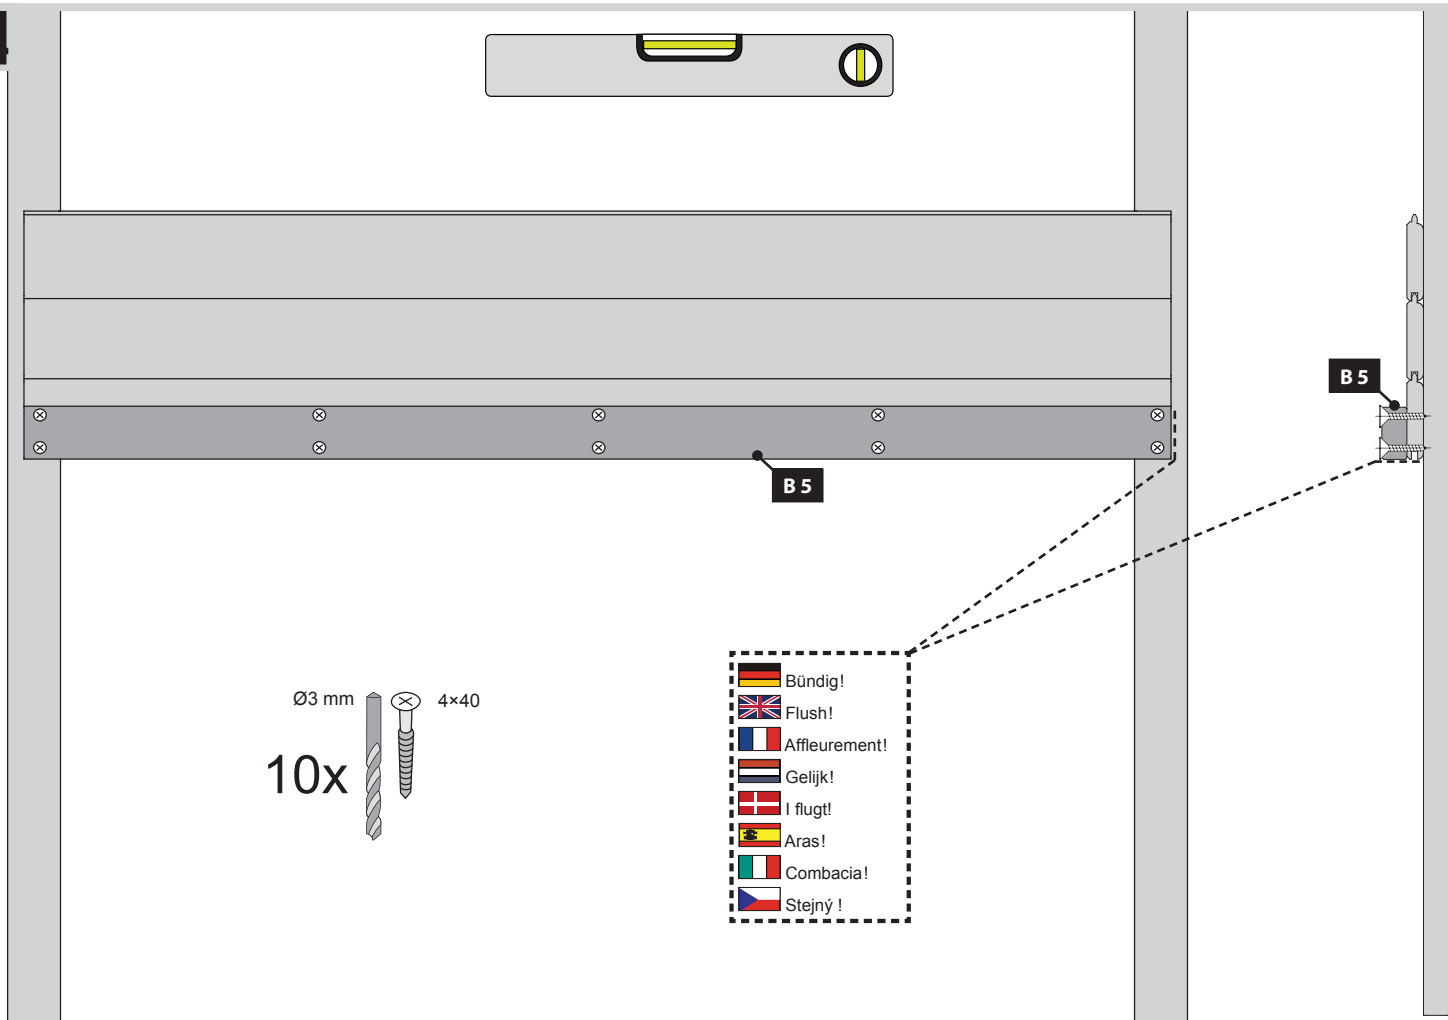 B 5
B 5
Ø3 mm
4×40
10x
Bündig!
Flush!
Affleurement!
Gelijk!
I flugt!
Aras!
Combacia!
Stejný !